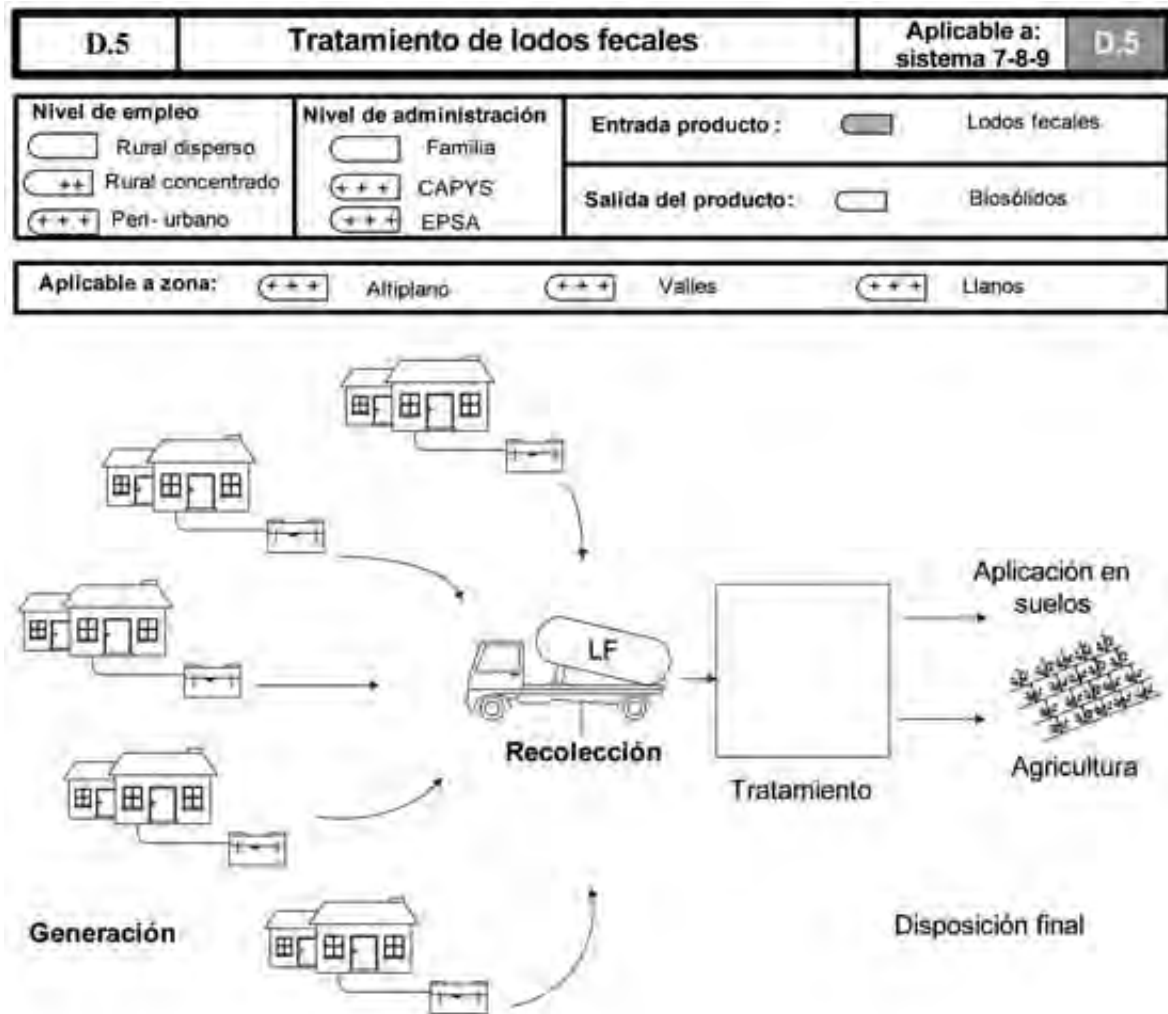 D.5
Tratamiento de lodos fecales
Aplicable a:
sistema 7-8-9
D.5
Nivel de empleo
Rural disperso
++ Rural concentrado
+++ Peri-urbano
Nivel de administración
Familia
+++ CAPYS
+++ EPSA
Entrada producto: Lodos fecales
Salida del producto: Biosólidos
Aplicable a zona: +++ Altiplano +++ Valles +++ Llanos
LF
Recolección
Tratamiento
Aplicación en
suelos
Agricultura
Generación
Disposición final